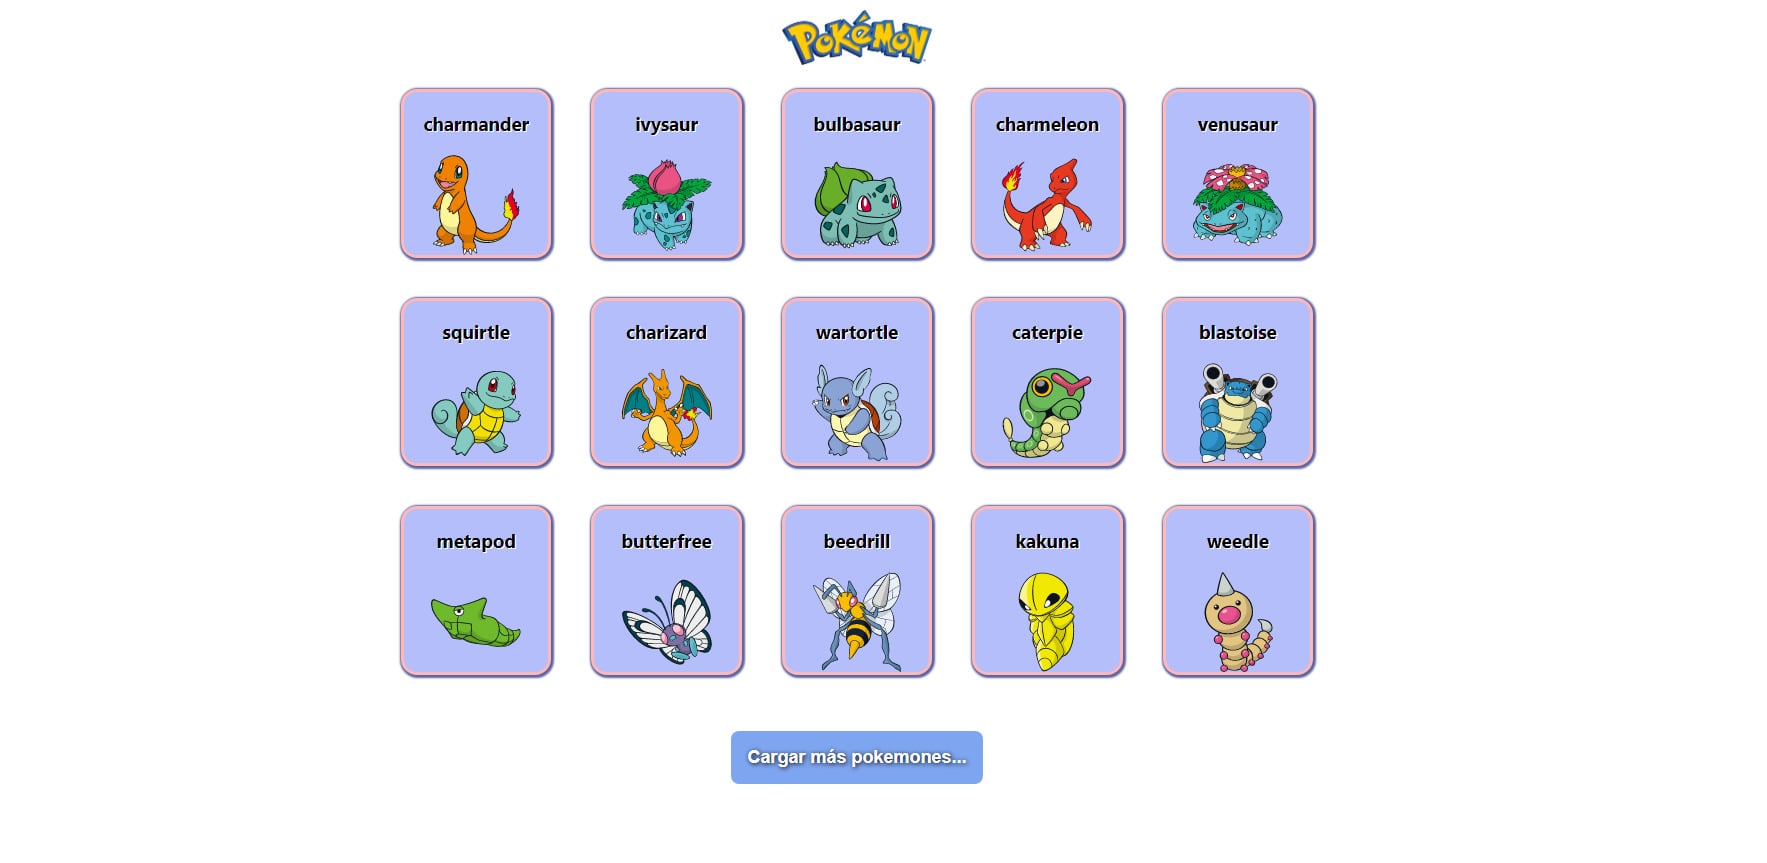 Pokémon
charmander
ivysaur
bulbasaur
charmeleon
venusaur
squirtle
charizard
wartortle
caterpie
blastoise
metapod
butterfree
beedrill
kakuna
weedle
Cargar más pokemones...